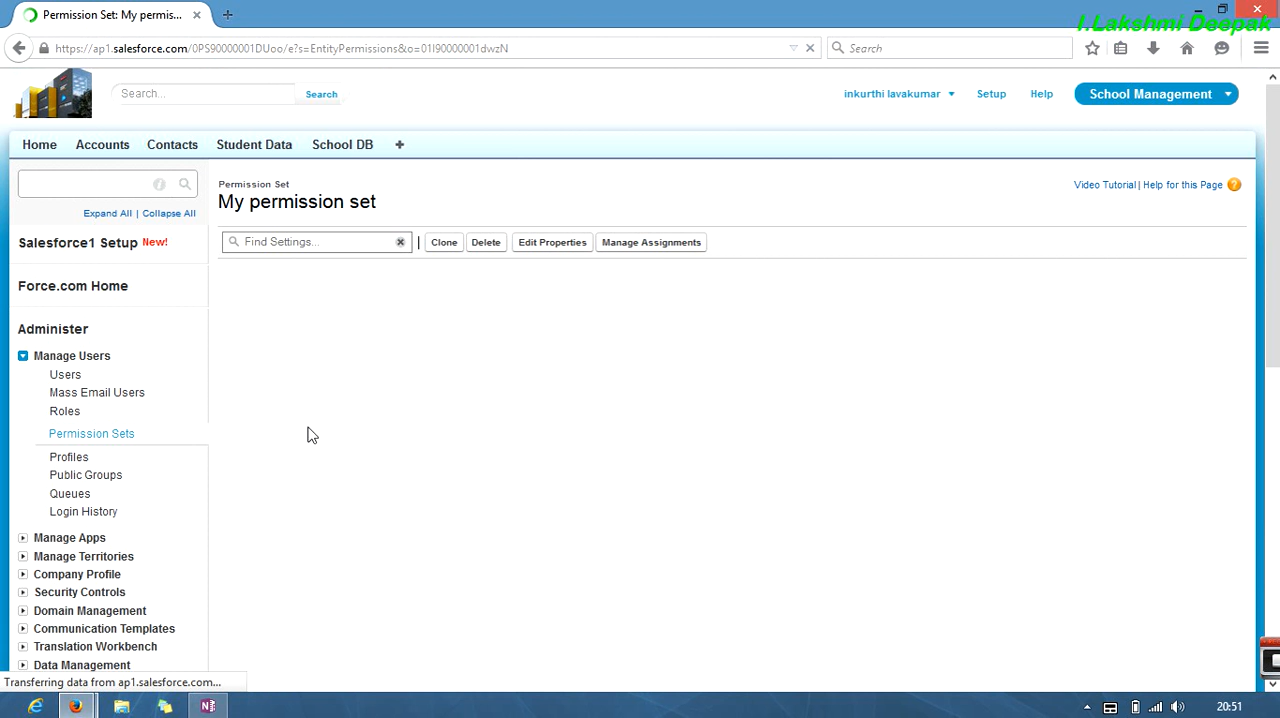 Permission Set: My permis...
I.Lakshmi Deepak
https://ap1.salesforce.com/0PS90000001DUoo/e?s=EntityPermissions&o=01I90000001dwzN
Search
Search...
Search
inkurthi lavakumar
Setup
Help
School Management
Home
Accounts
Contacts
Student Data
School DB
Expand All | Collapse All
Salesforce1 Setup New!
Force.com Home
Administer
Manage Users
Users
Mass Email Users
Roles
Permission Sets
Profiles
Public Groups
Queues
Login History
Manage Apps
Manage Territories
Company Profile
Security Controls
Domain Management
Communication Templates
Translation Workbench
Data Management
Permission Set
My permission set
Video Tutorial | Help for this Page
Find Settings...
Clone
Delete
Edit Properties
Manage Assignments
Transferring data from ap1.salesforce.com...
20:51